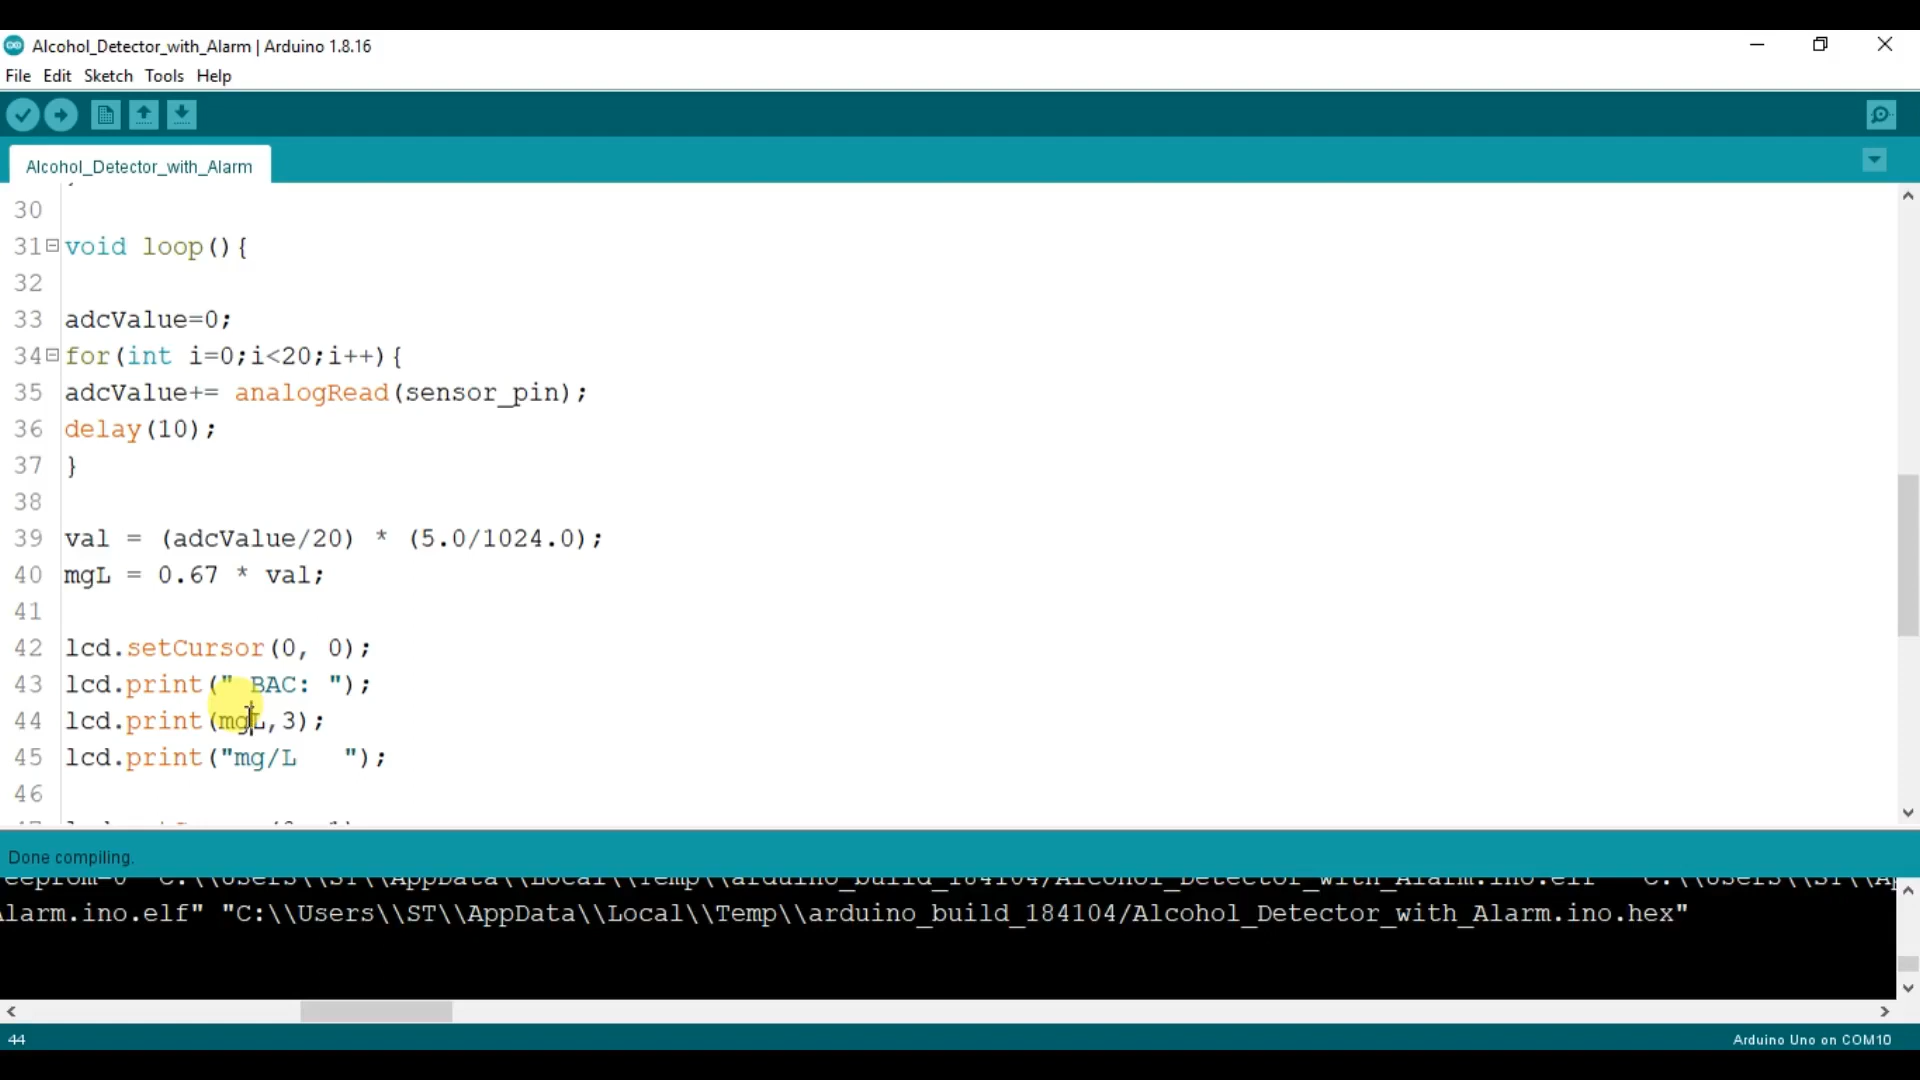 Alcohol_Detector_with_Alarm | Arduino 1.8.16
File Edit Sketch Tools Help
Alcohol_Detector_with_Alarm
30
31 void loop(){
32
33 adcValue=0;
34 for(int i=0;i<20;i++){
35 adcValue+= analogRead(sensor_pin);
36 delay(10);
37 }
38
39 val = (adcValue/20) * (5.0/1024.0);
40 mgL = 0.67 * val;
41
42 lcd.setCursor(0, 0);
43 lcd.print(" BAC: ");
44 lcd.print(mgL,3);
45 lcd.print("mg/L   ");
46
Done compiling.
larm.ino.elf" "C:\\Users\\ST\\AppData\\Local\\Temp\\arduino_build_184104/Alcohol_Detector_with_Alarm.ino.hex"
44
Arduino Uno on COM10